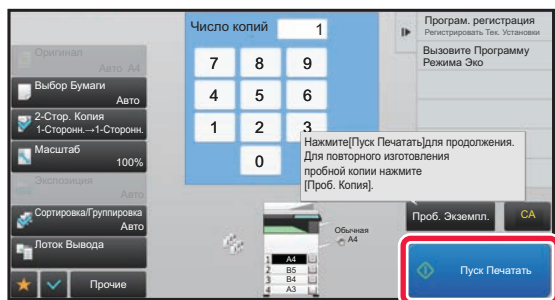 Число копий
1
Програм. регистрация
Регистрировать Тек. Установки
Вызовите Программу
Режима Эко
Оригинал
Авто A4
Выбор Бумаги
Авто
2-Стор. Копия
1-Сторонн.→1-Сторонн.
Масштаб
100%
Экспозиция
Авто
Сортировка/Группировка
Авто
Лоток Вывода
Прочие
7 8 9
4 5 6
1 2 3
0
Нажмите[Пуск Печатать]для продолжения.
Для повторного изготовления
пробной копии нажмите
[Проб. Копия].
Обычная
A4
1 A4
2 B5
3 B4
4 A3
Проб. Экземпл.
CA
Пуск Печатать